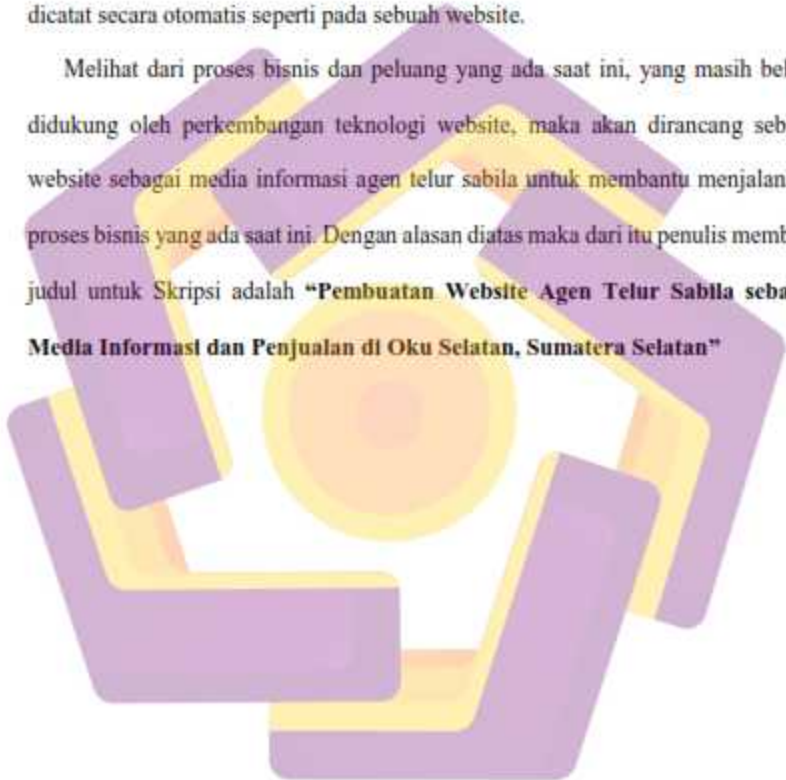 dicatat secara otomatis seperti pada sebuah website.
Melihat dari proses bisnis dan peluang yang ada saat ini, yang masih bel
didukung oleh perkembangan teknologi website, maka akan dirancang seb
website sebagai media informasi agen telur sabila untuk membantu menjalan
proses bisnis yang ada saat ini. Dengan alasan diatas maka dari itu penulis memb
judul untuk Skripsi adalah “Pembuatan Website Agen Telur Sabila seba
Media Informasi dan Penjualan di Oku Selatan, Sumatera Selatan”